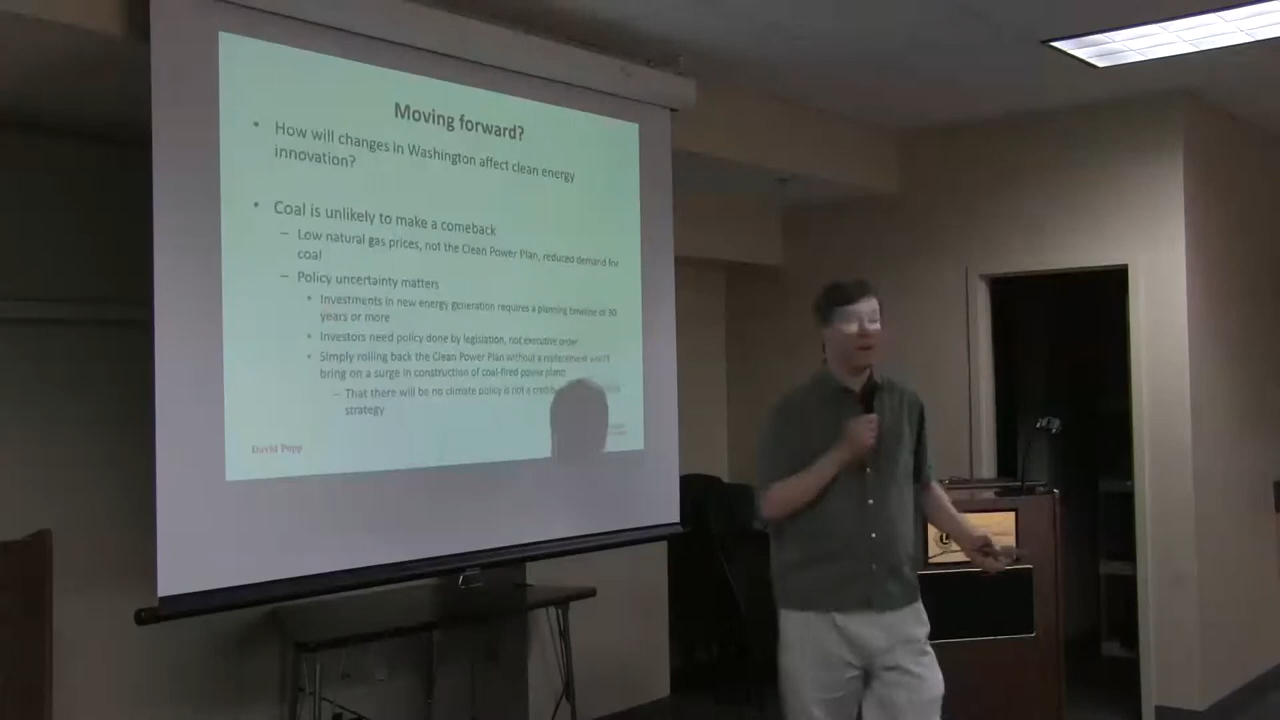 Moving forward?
• How will changes in Washington affect clean energy
innovation?
• Coal is unlikely to make a comeback
– Low natural gas prices, not the Clean Power Plan, reduced demand for
coal
– Policy uncertainty matters
• Investments in new energy generation requires a planning timeline of 30
years or more
• Investors need policy done by legislation, not executive order
• Simply rolling back the Clean Power Plan without a replacement won't
bring on a surge in construction of coal-fired power plants
– That there will be no climate policy is not a
strategy
David Popp